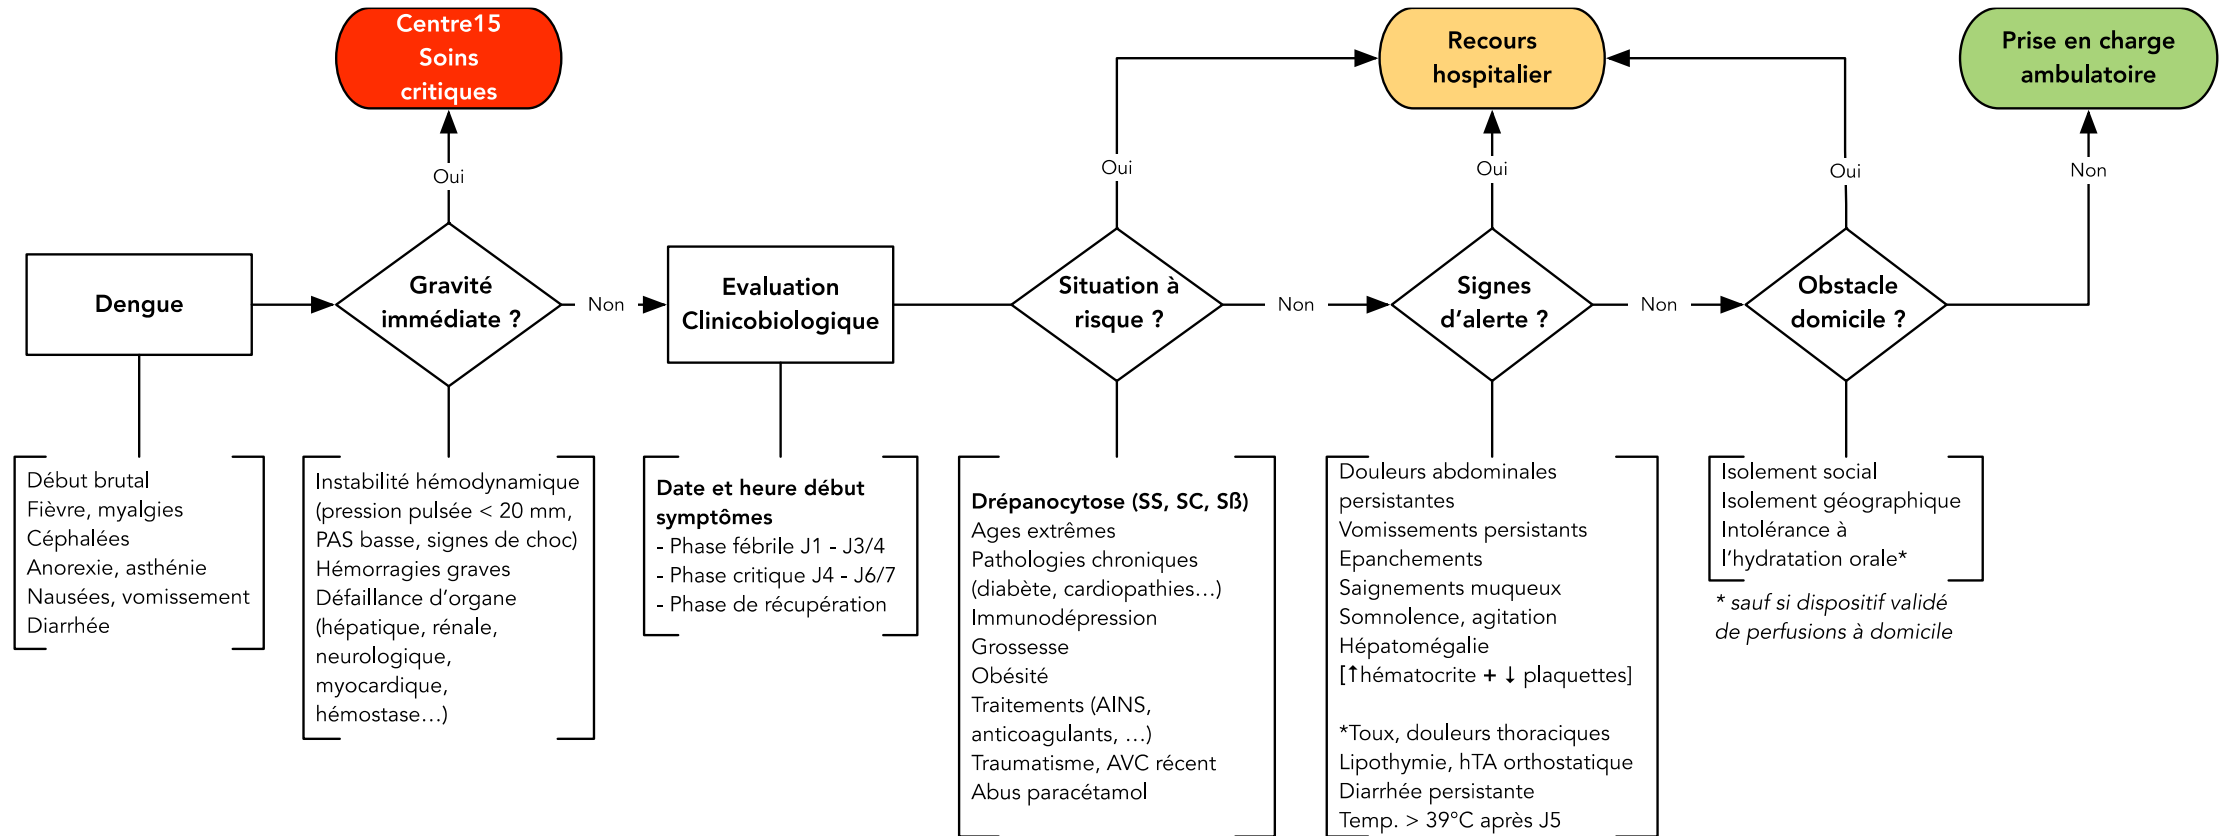 Centre15
Soins
critiques
Recours
hospitalier
Prise en charge
ambulatoire
Oui
Oui
Oui
Oui
Non
Dengue
Gravité
immédiate ?
Non
Evaluation
Clinicobiologique
Situation à
risque ?
Non
Signes
d'alerte ?
Non
Obstacle
domicile ?
Début brutal
Fièvre, myalgies
Céphalées
Anorexie, asthénie
Nausées, vomissement
Diarrhée
Instabilité hémodynamique
(pression pulsée < 20 mm,
PAS basse, signes de choc)
Hémorragies graves
Défaillance d'organe
(hépatique, rénale,
neurologique,
myocardique,
hémostase…)
Date et heure début
symptômes
- Phase fébrile J1 - J3/4
- Phase critique J4 - J6/7
- Phase de récupération
Drépanocytose (SS, SC, Sß)
Ages extrêmes
Pathologies chroniques
(diabète, cardiopathies…)
Immunodépression
Grossesse
Obésité
Traitements (AINS,
anticoagulants, …)
Traumatisme, AVC récent
Abus paracétamol
Douleurs abdominales
persistantes
Vomissements persistants
Epanchements
Saignements muqueux
Somnolence, agitation
Hépatomégalie
[↑hématocrite + ↓ plaquettes]
*Toux, douleurs thoraciques
Lipothymie, hTA orthostatique
Diarrhée persistante
Temp. > 39°C après J5
Isolement social
Isolement géographique
Intolérance à
l'hydratation orale*
* sauf si dispositif validé
de perfusions à domicile